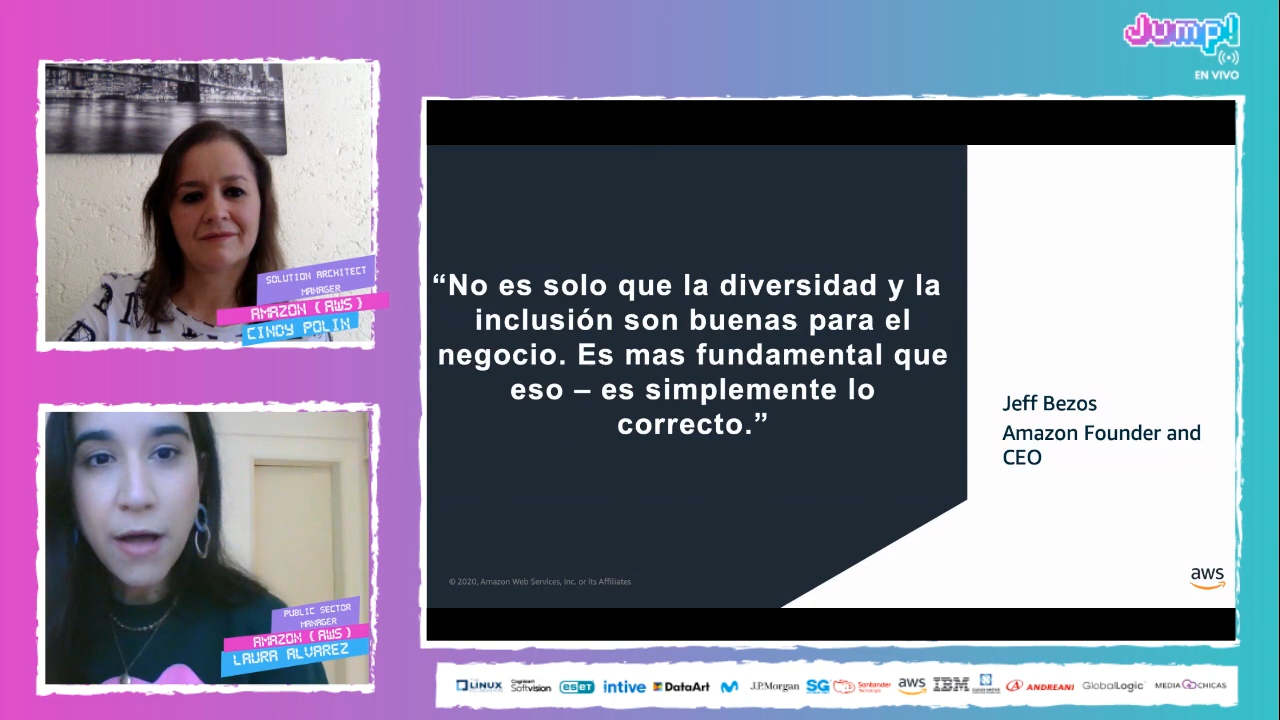 Jump!
EN VIVO
SOLUTION ARCHITECT
MANAGER
AMAZON (AWS)
CINDY POLIN
“No es solo que la diversidad y la
inclusión son buenas para el
negocio. Es mas fundamental que
eso – es simplemente lo
correcto.”
Jeff Bezos
Amazon Founder and
CEO
© 2020, Amazon Web Services, Inc. or its Affiliates
aws
PUBLIC SECTOR
MANAGER
AMAZON (AWS)
LAURA ALVAREZ
LINUX
Cognizant
Softvision
eset
intive
DataArt
J.P.Morgan
SG
Santander
Tecnología
aws
IBM
ANDREANI
GlobalLogic
MEDIA CHICAS